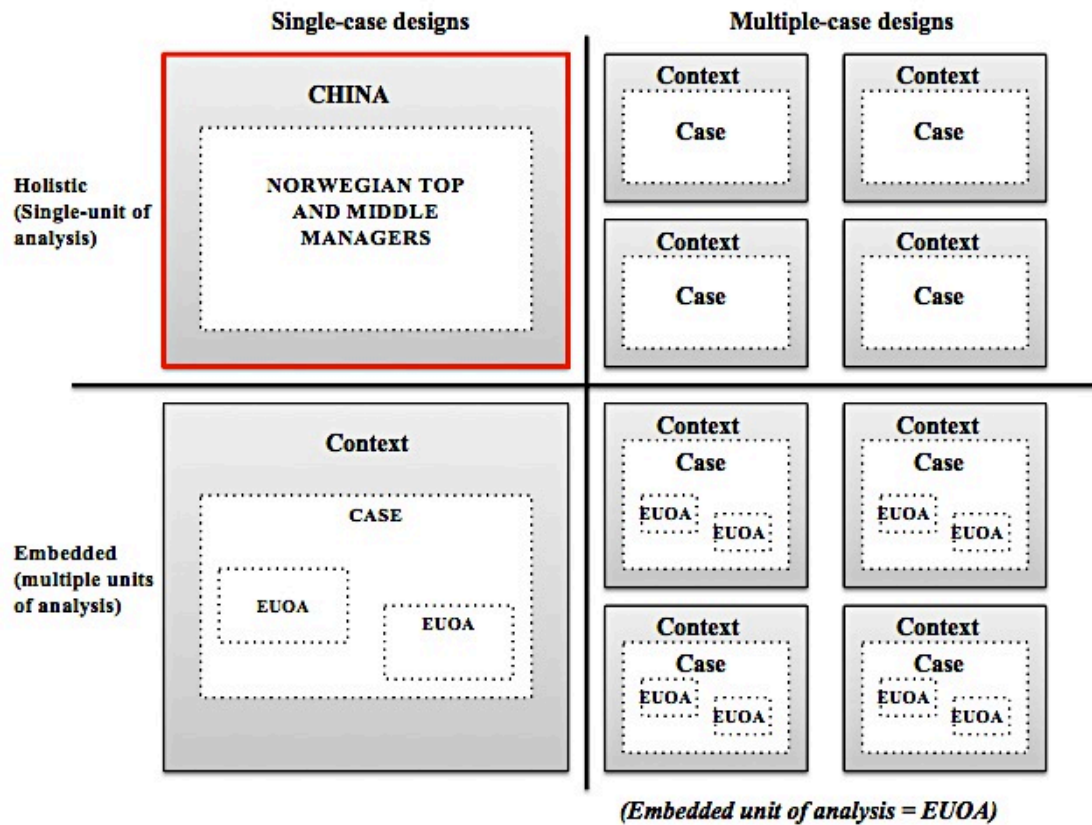 Single-case designs
Multiple-case designs
Holistic
(Single-unit of
analysis)
CHINA
NORWEGIAN TOP
AND MIDDLE
MANAGERS
Context
Case
Context
Case
Context
Case
Context
Case
Embedded
(multiple units
of analysis)
Context
CASE
EUOA
EUOA
Context
Case
EUOA
EUOA
Context
Case
EUOA
EUOA
Context
Case
EUOA
EUOA
Context
Case
EUOA
EUOA
(Embedded unit of analysis = EUOA)